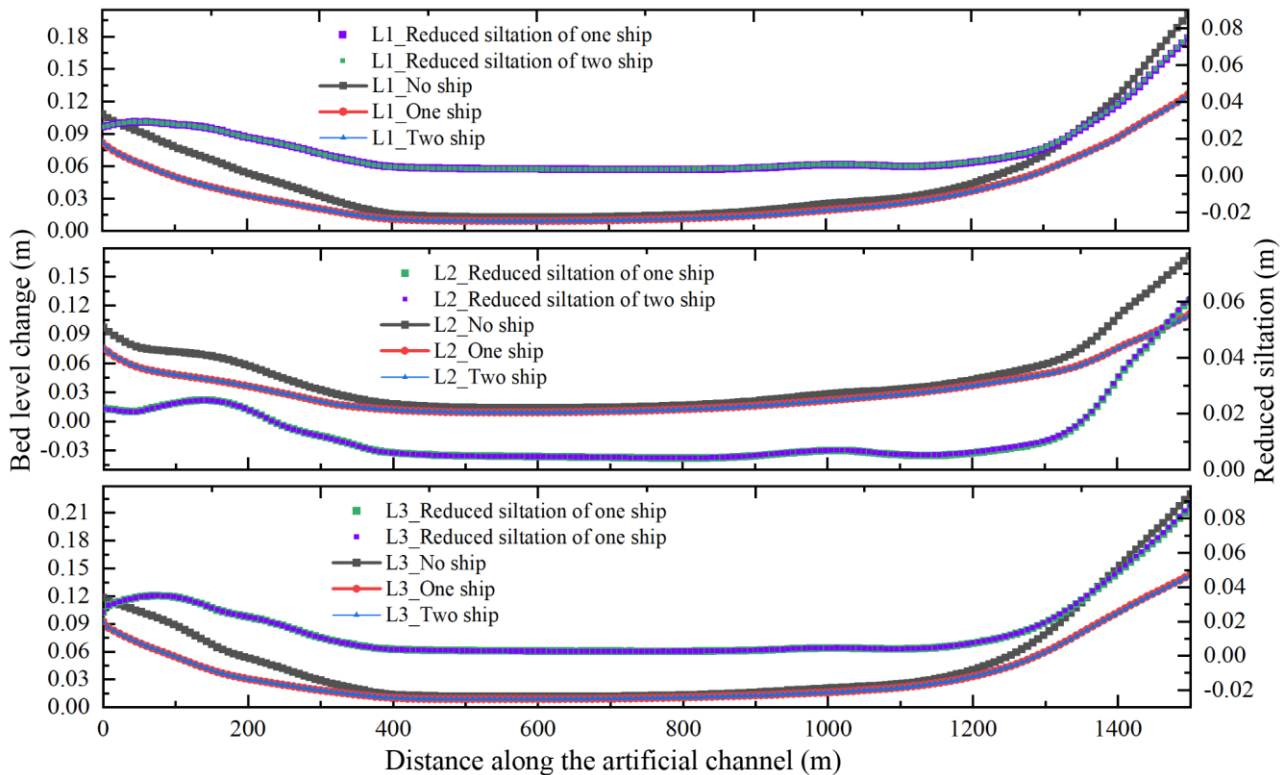 L1_Reduced siltation of one ship
L1_Reduced siltation of two ship
L1_No ship
L1_One ship
L1_Two ship
0.18
0.15
0.12
0.09
0.06
0.03
0.00
0.08
0.06
0.04
0.02
0.00
-0.02
L2_Reduced siltation of one ship
L2_Reduced siltation of two ship
L2_No ship
L2_One ship
L2_Two ship
0.15
0.12
0.09
0.06
0.03
0.00
-0.03
0.06
0.04
0.02
0.00
Bed level change (m)
Reduced siltation (m)
L3_Reduced siltation of one ship
L3_Reduced siltation of one ship
L3_No ship
L3_One ship
L3_Two ship
0.21
0.18
0.15
0.12
0.09
0.06
0.03
0.00
0.08
0.06
0.04
0.02
0.00
-0.02
0 200 400 600 800 1000 1200 1400
Distance along the artificial channel (m)